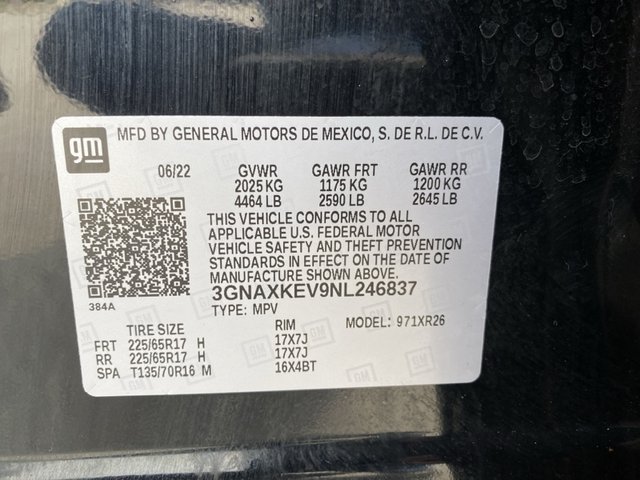 gm MFD BY GENERAL MOTORS DE MEXICO, S. DE R.L. DE C.V.
06/22 GVWR GAWR FRT GAWR RR
2025 KG 1175 KG 1200 KG
4464 LB 2590 LB 2645 LB
THIS VEHICLE CONFORMS TO ALL
APPLICABLE U.S. FEDERAL MOTOR
VEHICLE SAFETY AND THEFT PREVENTION
STANDARDS IN EFFECT ON THE DATE OF
MANUFACTURE SHOWN ABOVE.
384A
3GNAXKEV9NL246837
TYPE: MPV MODEL: 971XR26
TIRE SIZE RIM
FRT 225/65R17 H 17X7J
RR 225/65R17 H 17X7J
SPA T135/70R16 M 16X4BT